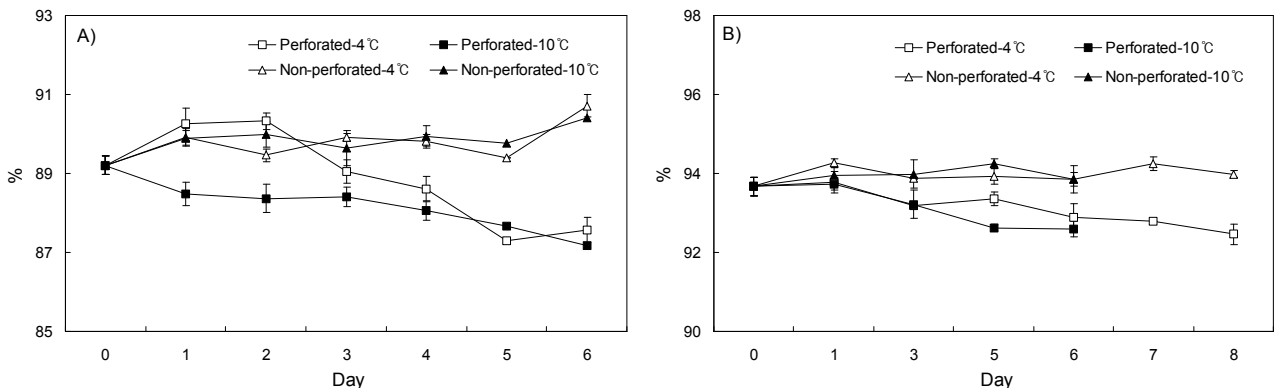 A)
Perforated-4℃ Perforated-10℃
Non-perforated-4℃ Non-perforated-10℃
93
91
89
87
85
%
0 1 2 3 4 5 6
Day
B)
Perforated-4℃ Perforated-10℃
Non-perforated-4℃ Non-perforated-10℃
98
96
94
92
90
%
0 1 3 5 6 7 8
Day